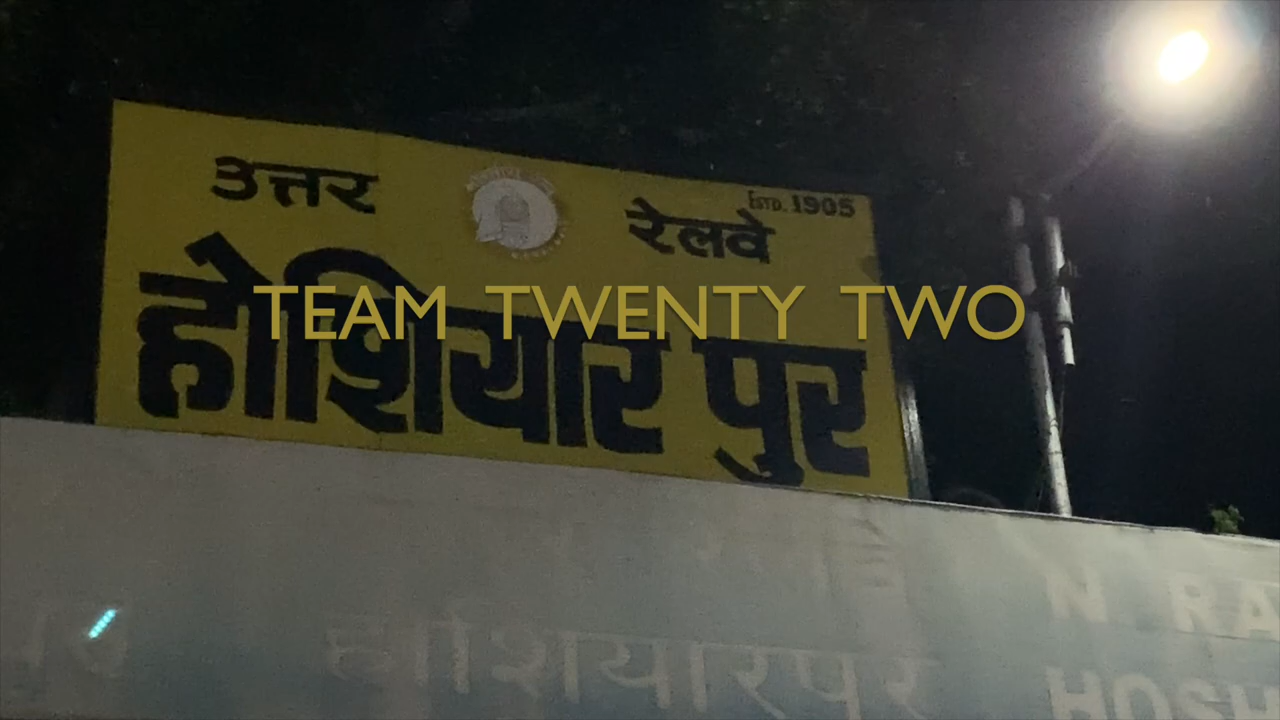 उत्तर रेलवे
ESTD. 1905
होशियार पुर
TEAM TWENTY TWO
होशियारपुर
N RA
HOSH